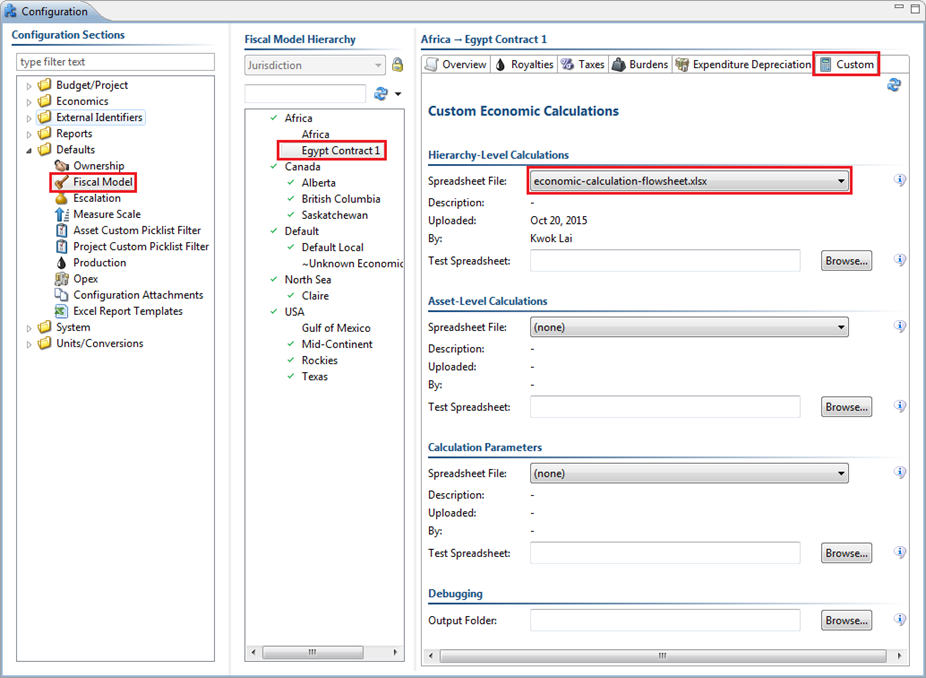 Configuration
Configuration Sections
type filter text
Budget/Project
Economics
External Identifiers
Reports
Defaults
Ownership
Fiscal Model
Escalation
Measure Scale
Asset Custom Picklist Filter
Project Custom Picklist Filter
Production
Opex
Configuration Attachments
Excel Report Templates
System
Units/Conversions
Fiscal Model Hierarchy
Jurisdiction
Africa
Africa
Egypt Contract 1
Canada
Alberta
British Columbia
Saskatchewan
Default
Default Local
~Unknown Economic
North Sea
Claire
USA
Gulf of Mexico
Mid-Continent
Rockies
Texas
Africa → Egypt Contract 1
Overview Royalties Taxes Burdens Expenditure Depreciation Custom
Custom Economic Calculations
Hierarchy-Level Calculations
Spreadsheet File: economic-calculation-flowsheet.xlsx
Description: -
Uploaded: Oct 20, 2015
By: Kwok Lai
Test Spreadsheet: Browse...
Asset-Level Calculations
Spreadsheet File: (none)
Description: -
Uploaded: -
By: -
Test Spreadsheet: Browse...
Calculation Parameters
Spreadsheet File: (none)
Description: -
Uploaded: -
By: -
Test Spreadsheet: Browse...
Debugging
Output Folder: Browse...